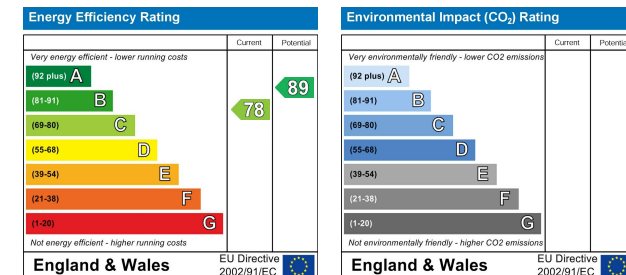 Energy Efficiency Rating
Current Potential
Very energy efficient - lower running costs
(92 plus) A
(81-91) B
(69-80) C
(55-68) D
(39-54) E
(21-38) F
(1-20) G
78
89
Not energy efficient - higher running costs
England & Wales
EU Directive
2002/91/EC
Environmental Impact (CO₂) Rating
Current Potential
Very environmentally friendly - lower CO2 emissions
(92 plus) A
(81-91) B
(69-80) C
(55-68) D
(39-54) E
(21-38) F
(1-20) G
Not environmentally friendly - higher CO2 emissions
England & Wales
EU Directive
2002/91/EC